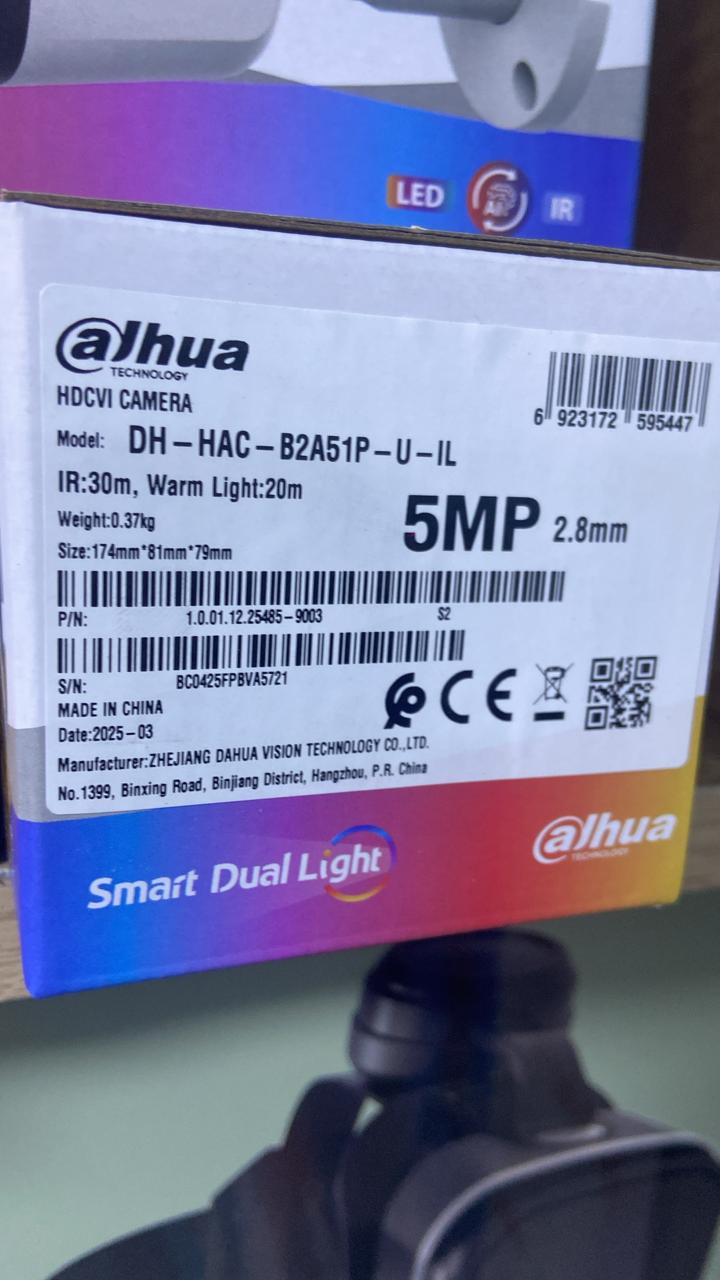 LED
AI
IR
alhua
TECHNOLOGY
HDCVI CAMERA
6 923172 595447
Model: DH-HAC-B2A51P-U-IL
IR:30m, Warm Light:20m
5MP 2.8mm
Weight:0.37kg
Size:174mm*81mm*79mm
P/N: 1.0.01.12.25485-9003 S2
S/N: BC0425FPBVA5721
MADE IN CHINA
Date:2025-03
CE
Manufacturer:ZHEJIANG DAHUA VISION TECHNOLOGY CO.,LTD.
No.1399, Binxing Road, Binjiang District, Hangzhou, P.R. China
Smart Dual Light
alhua
TECHNOLOGY